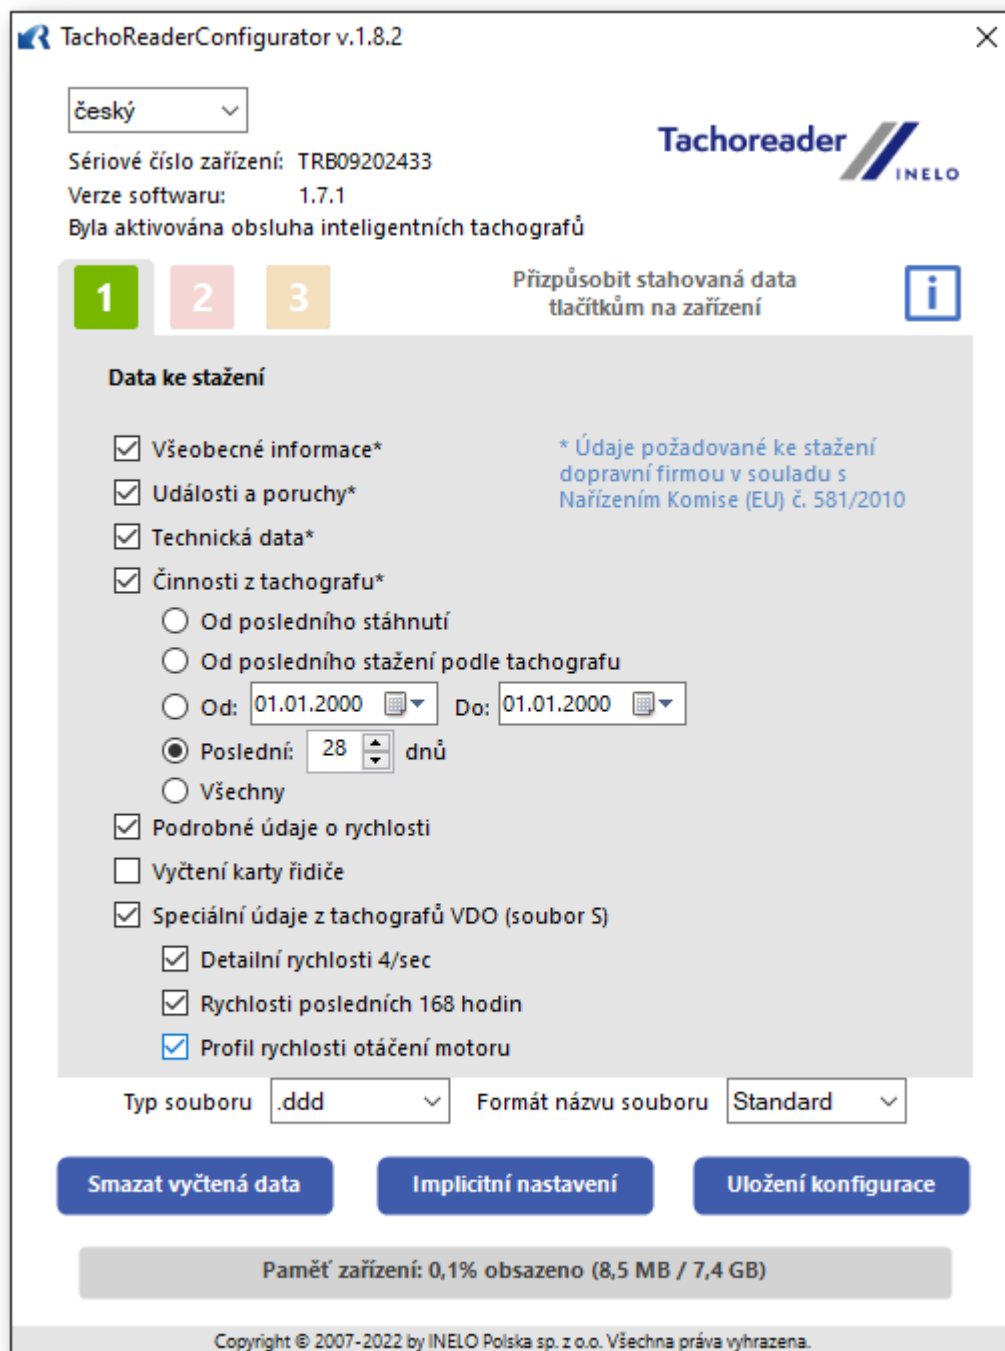 TachoReaderConfigurator v.1.8.2
český
Tachoreader
INELO
Sériové číslo zařízení: TRB09202433
Verze softwaru: 1.7.1
Byla aktivována obsluha inteligentních tachografů
1 2 3
Přizpůsobit stahovaná data
tlačítkům na zařízení
i
Data ke stažení
Všeobecné informace*
* Údaje požadované ke stažení
dopravní firmou v souladu s
Nařízením Komise (EU) č. 581/2010
Události a poruchy*
Technická data*
Činnosti z tachografu*
Od posledního stáhnutí
Od posledního stažení podle tachografu
Od: 01.01.2000 Do: 01.01.2000
Poslední: 28 dnů
Všechny
Podrobné údaje o rychlosti
Vyčtení karty řidiče
Speciální údaje z tachografů VDO (soubor S)
Detailní rychlosti 4/sec
Rychlosti posledních 168 hodin
Profil rychlosti otáčení motoru
Typ souboru .ddd Formát názvu souboru Standard
Smazat vyčtená data Implicitní nastavení Uložení konfigurace
Paměť zařízení: 0,1% obsazeno (8,5 MB / 7,4 GB)
Copyright © 2007-2022 by INELO Polska sp. z o.o. Všechna práva vyhrazena.